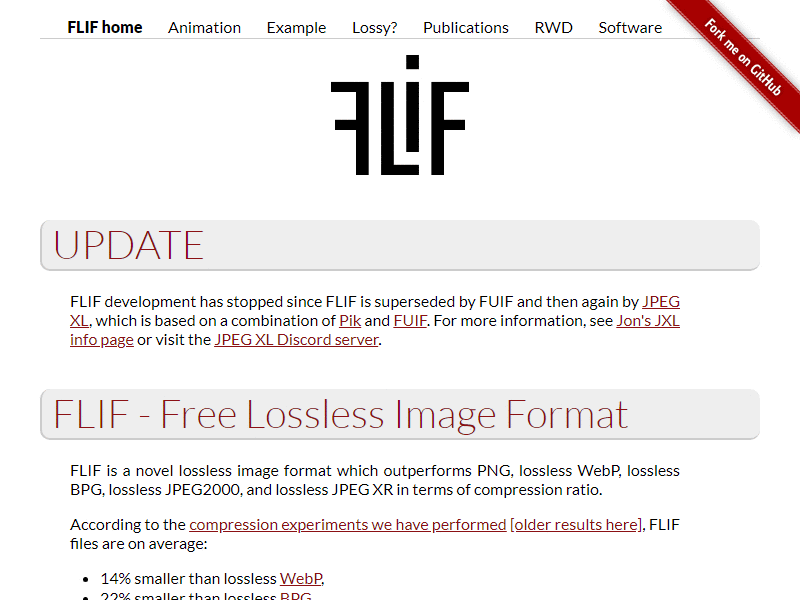 FLIF home Animation Example Lossy? Publications RWD Software
Fork me on GitHub
FLiF
UPDATE
FLIF development has stopped since FLIF is superseded by FUIF and then again by JPEG
XL, which is based on a combination of Pik and FUIF. For more information, see Jon's JXL
info page or visit the JPEG XL Discord server.
FLIF - Free Lossless Image Format
FLIF is a novel lossless image format which outperforms PNG, lossless WebP, lossless
BPG, lossless JPEG2000, and lossless JPEG XR in terms of compression ratio.
According to the compression experiments we have performed [older results here], FLIF
files are on average:
• 14% smaller than lossless WebP,
• 22% smaller than lossless BPG,